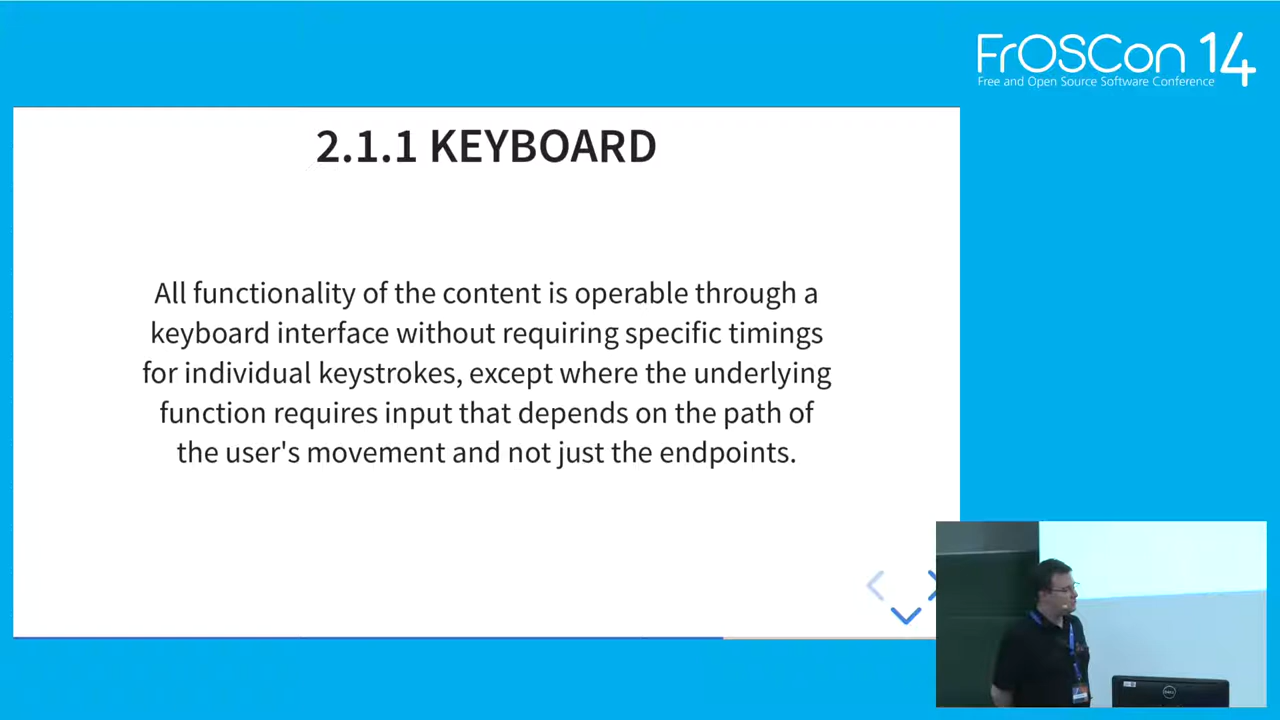 FrOSCon 14
Free and Open Source Software Conference
2.1.1 KEYBOARD
All functionality of the content is operable through a
keyboard interface without requiring specific timings
for individual keystrokes, except where the underlying
function requires input that depends on the path of
the user's movement and not just the endpoints.
DELL